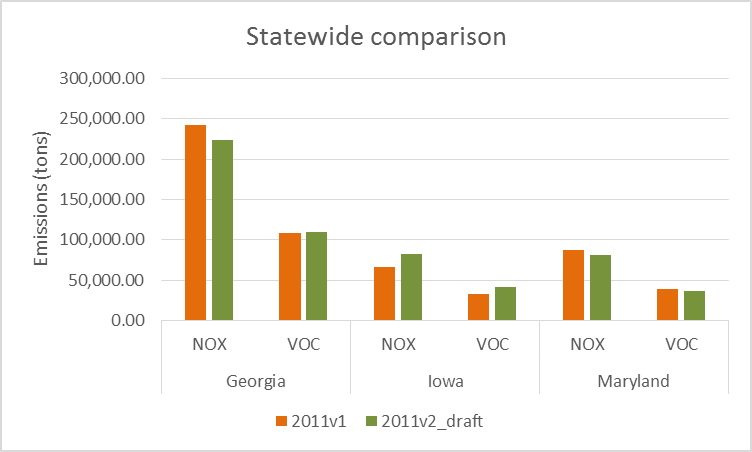 Statewide comparison
Emissions (tons)
300,000.00
250,000.00
200,000.00
150,000.00
100,000.00
50,000.00
0.00
NOX VOC NOX VOC NOX VOC
Georgia Iowa Maryland
2011v1 2011v2_draft